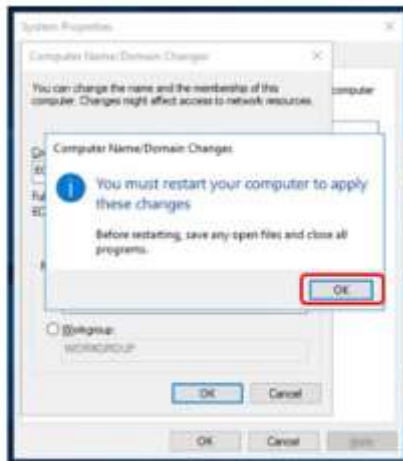 System Properties
Computer Name/Domain Changes
You can change the name and the membership of this
computer. Changes might affect access to network resources.
computer
Computer Name/Domain Changes
You must restart your computer to apply
these changes
Before restarting, save any open files and close all
programs.
OK
Workgroup:
WORKGROUP
OK
Cancel
OK
Cancel